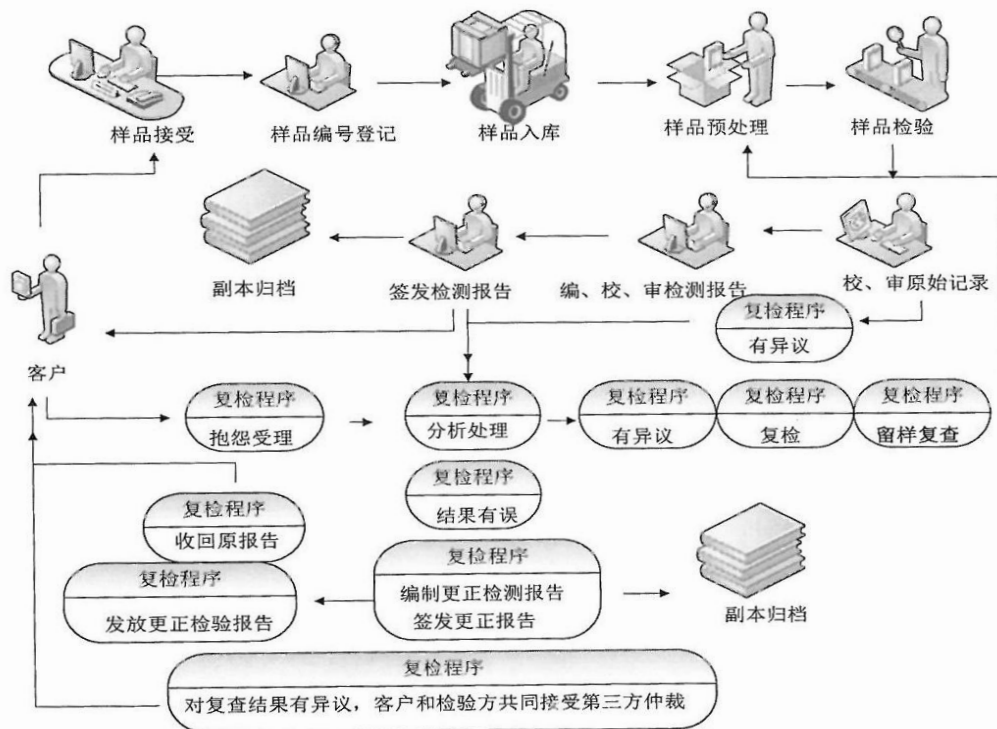 样品接受
样品编号登记
样品入库
样品预处理
样品检验
副本归档
签发检测报告
编、校、审检测报告
校、审原始记录
复检程序
有异议
客户
复检程序
抱怨受理
复检程序
分析处理
复检程序
有异议
复检程序
复检
复检程序
留样复查
复检程序
结果有误
复检程序
收回原报告
复检程序
发放更正检验报告
复检程序
编制更正检测报告
签发更正报告
副本归档
复检程序
对复查结果有异议，客户和检验方共同接受第三方仲裁